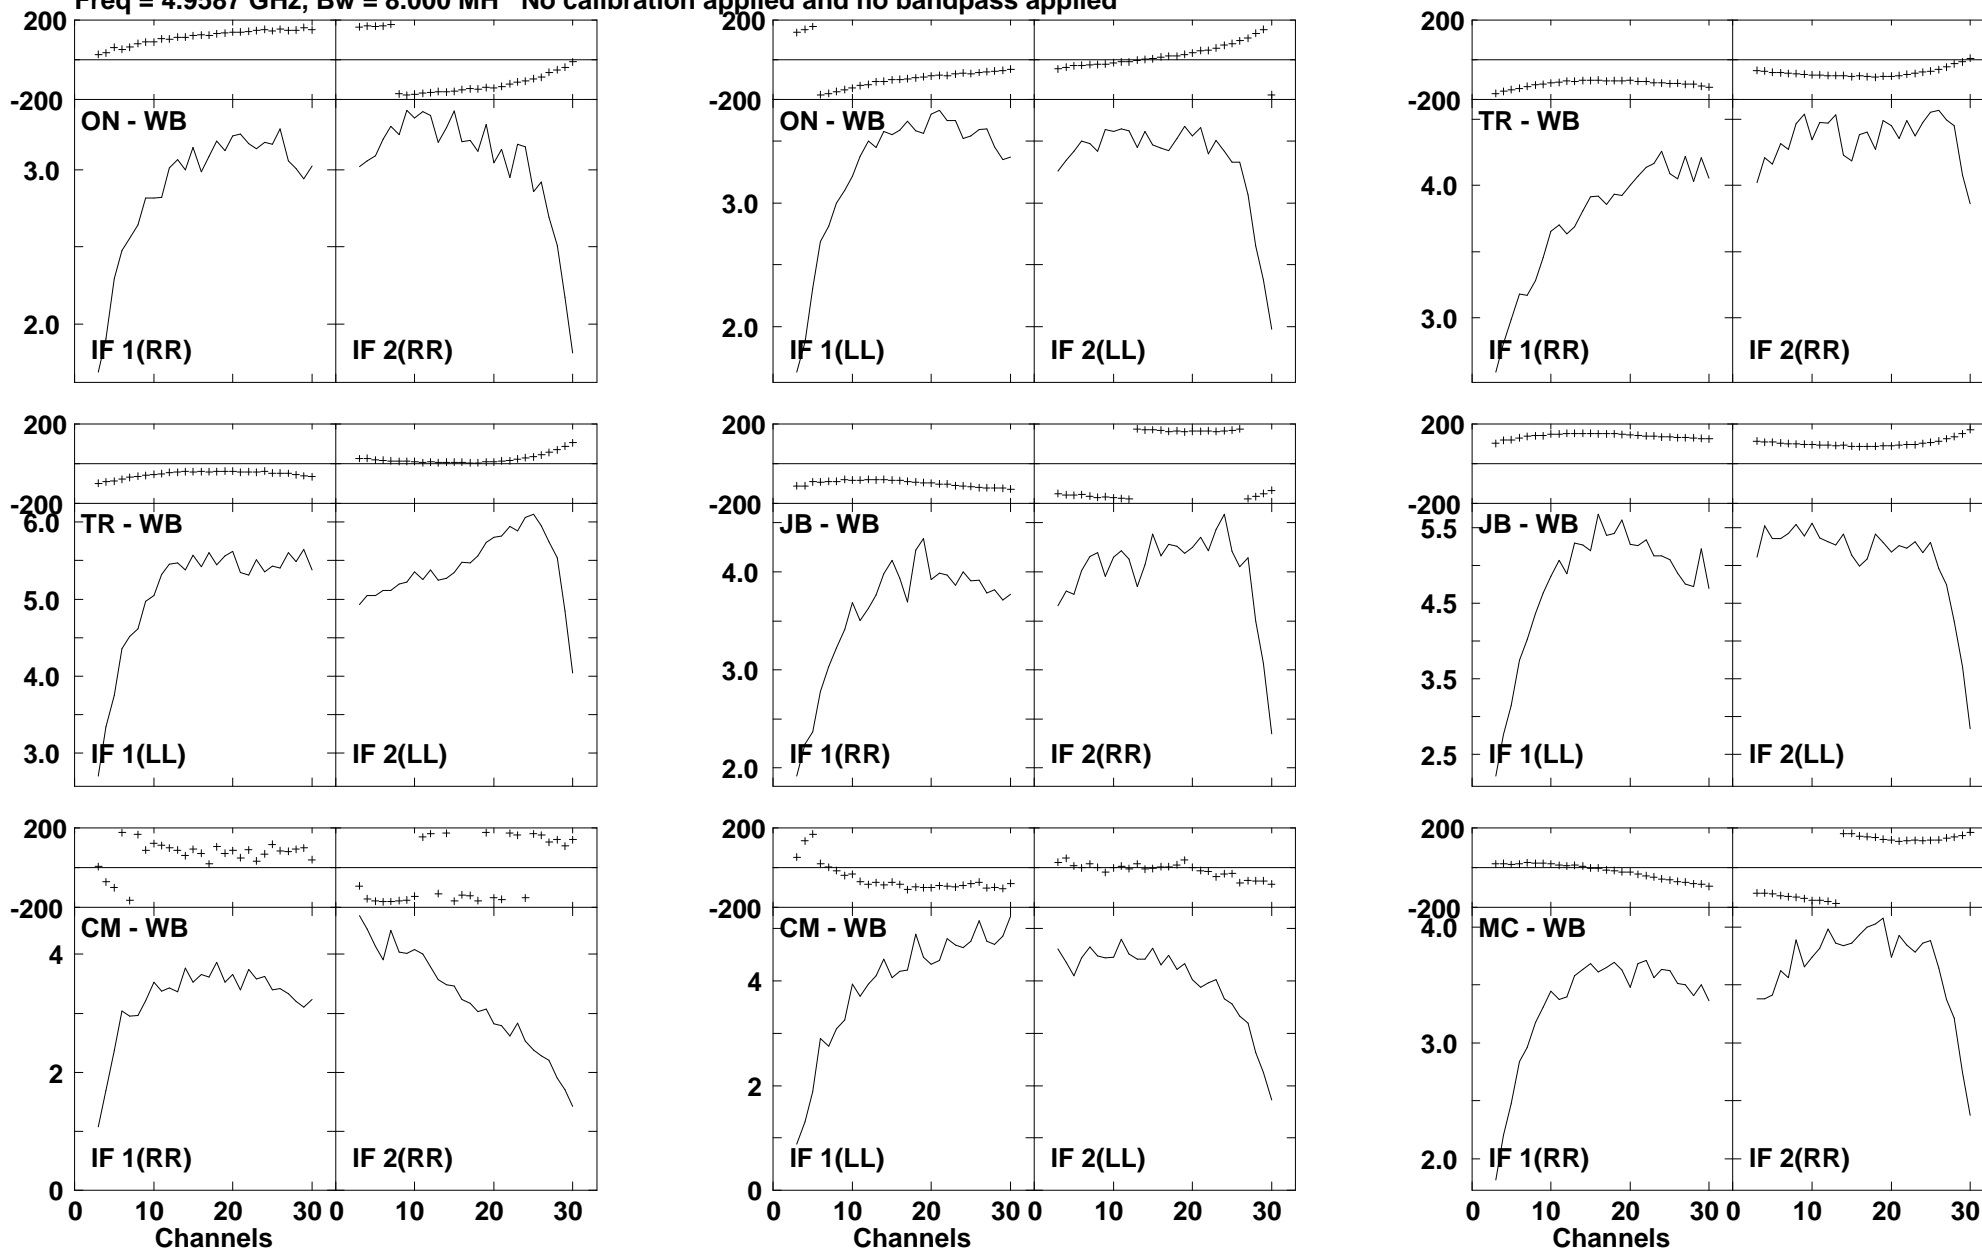 Freq = 4.9587 GHz, Bw = 8.000 MH No calibration applied and no bandpass applied
200 200 200
-200 -200 -200
ON - WB ON - WB TR - WB
3.0 3.0 4.0
2.0 2.0 3.0
IF 1(RR) IF 2(RR) IF 1(LL) IF 2(LL) IF 1(RR) IF 2(RR)
200 200 200
-200 -200 -200
6.0 TR - WB JB - WB 5.5 JB - WB
5.0 4.0 4.5
4.0 3.0 3.5
3.0 2.0 2.5
IF 1(LL) IF 2(LL) IF 1(RR) IF 2(RR) IF 1(LL) IF 2(LL)
200 200 200
-200 -200 -200
CM - WB CM - WB 4.0 MC - WB
4 4 3.0
2 2 2.0
IF 1(RR) IF 2(RR) IF 1(LL) IF 2(LL) IF 1(RR) IF 2(RR)
0 0
0 10 20 30 0 10 20 30 0 10 20 30 0 10 20 30 0 10 20 30 0 10 20 30
Channels Channels Channels